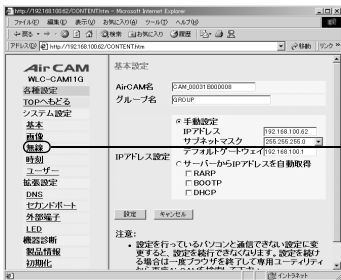 http://192.168.100.62/CONTENT.htm - Microsoft Internet Explorer
ファイル(F) 編集(E) 表示(V) お気に入り(A) ツール(T) ヘルプ(H)
戻る 検索 お気に入り 履歴
アドレス(D) http://192.168.100.62/CONTENT.htm 移動 リンク »
AirCAM
WLC-CAM11G
各種設定
TOPへもどる
システム設定
基本
画像
無線
時刻
ユーザー
拡張設定
DNS
セカンドポート
外部端子
LED
機器診断
製品情報
初期化
基本設定
AirCAM名 CAM_00031B000008
グループ名 GROUP
IPアドレス設定
手動設定
IPアドレス 192.168.100.62
サブネットマスク 255.255.255.0
デフォルトゲートウェイ 192.168.100.1
サーバーからIPアドレスを自動取得
RARP
BOOTP
DHCP
設定 キャンセル
注意:
• 設定を行っているパソコンと通信できない設定に変
更すると、設定を続行できなくなります。設定を続け
る場合は一度ブラウザを終了して専用ユーティリティ
イントラネット